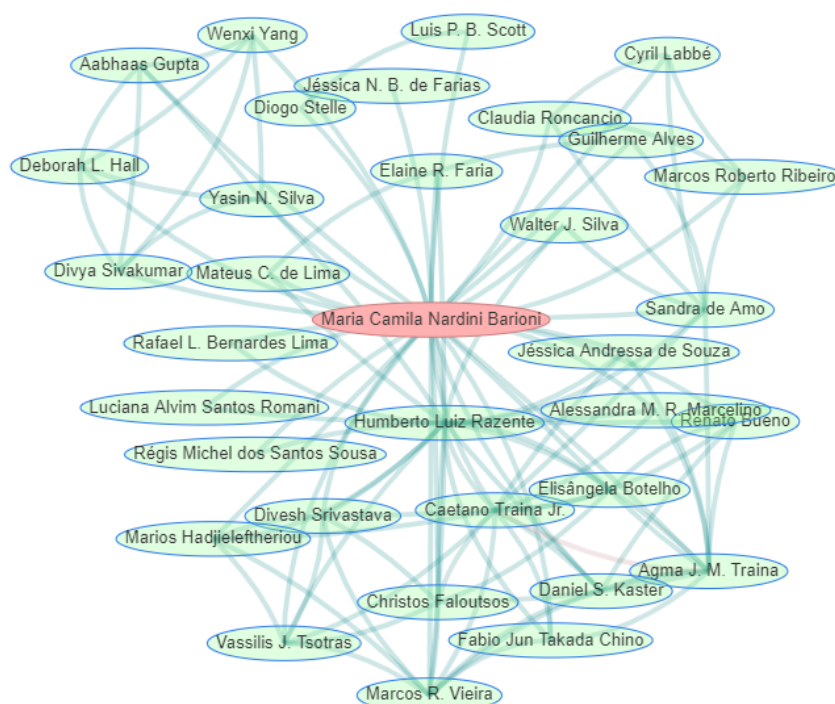 Wenxi Yang
Luis P. B. Scott
Cyril Labbé
Aabhaas Gupta
Jéssica N. B. de Farias
Diogo Stelle
Claudia Roncancio
Guilherme Alves
Deborah L. Hall
Elaine R. Faria
Marcos Roberto Ribeiro
Yasin N. Silva
Walter J. Silva
Divya Sivakumar
Mateus C. de Lima
Sandra de Amo
Maria Camila Nardini Barioni
Rafael L. Bernardes Lima
Jéssica Andressa de Souza
Luciana Alvim Santos Romani
Alessandra M. R. Marcelino
Humberto Luiz Razente
Renato Bueno
Régis Michel dos Santos Sousa
Elisângela Botelho
Divesh Srivastava
Caetano Traina Jr.
Marios Hadjieleftheriou
Agma J. M. Traina
Daniel S. Kaster
Christos Faloutsos
Vassilis J. Tsotras
Fabio Jun Takada Chino
Marcos R. Vieira